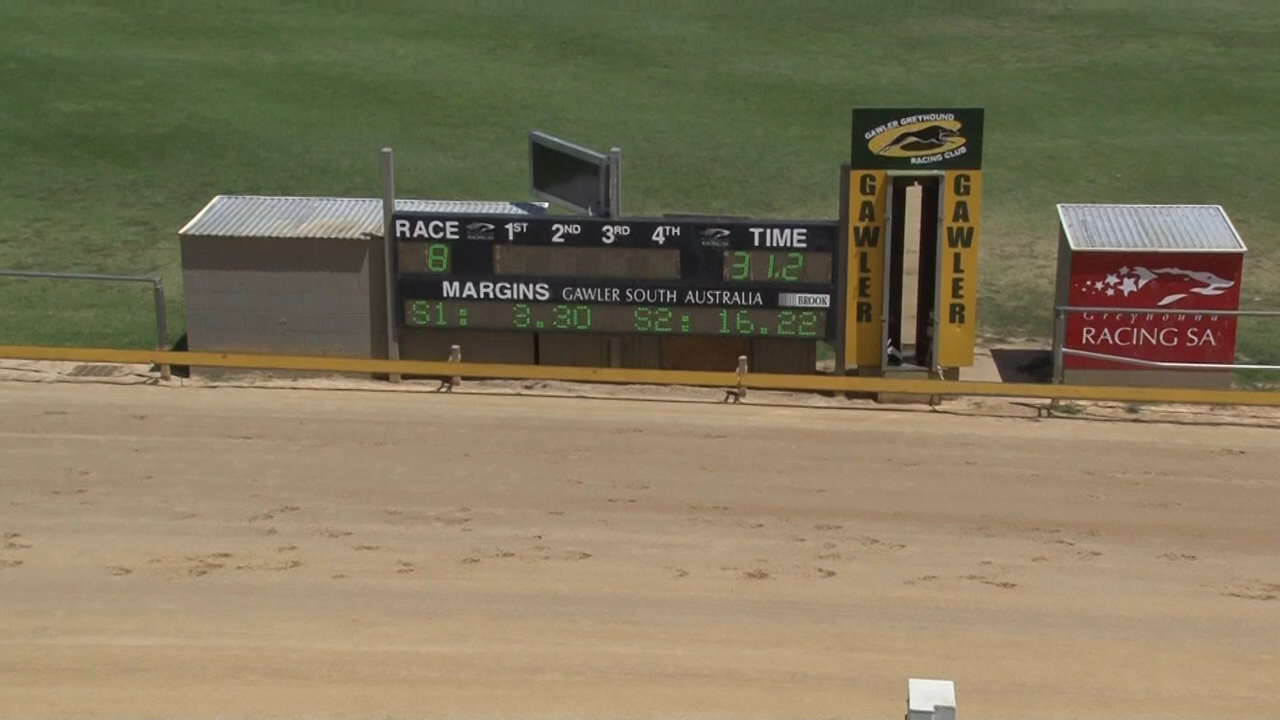 GAWLER GREYHOUND
RACING CLUB
GAWLER
GAWLER
RACE 1ST 2ND 3RD 4TH TIME
8 31.2
MARGINS GAWLER SOUTH AUSTRALIA BROOK
S1: 3.30 S2: 16.22
Greyhound
RACING SA